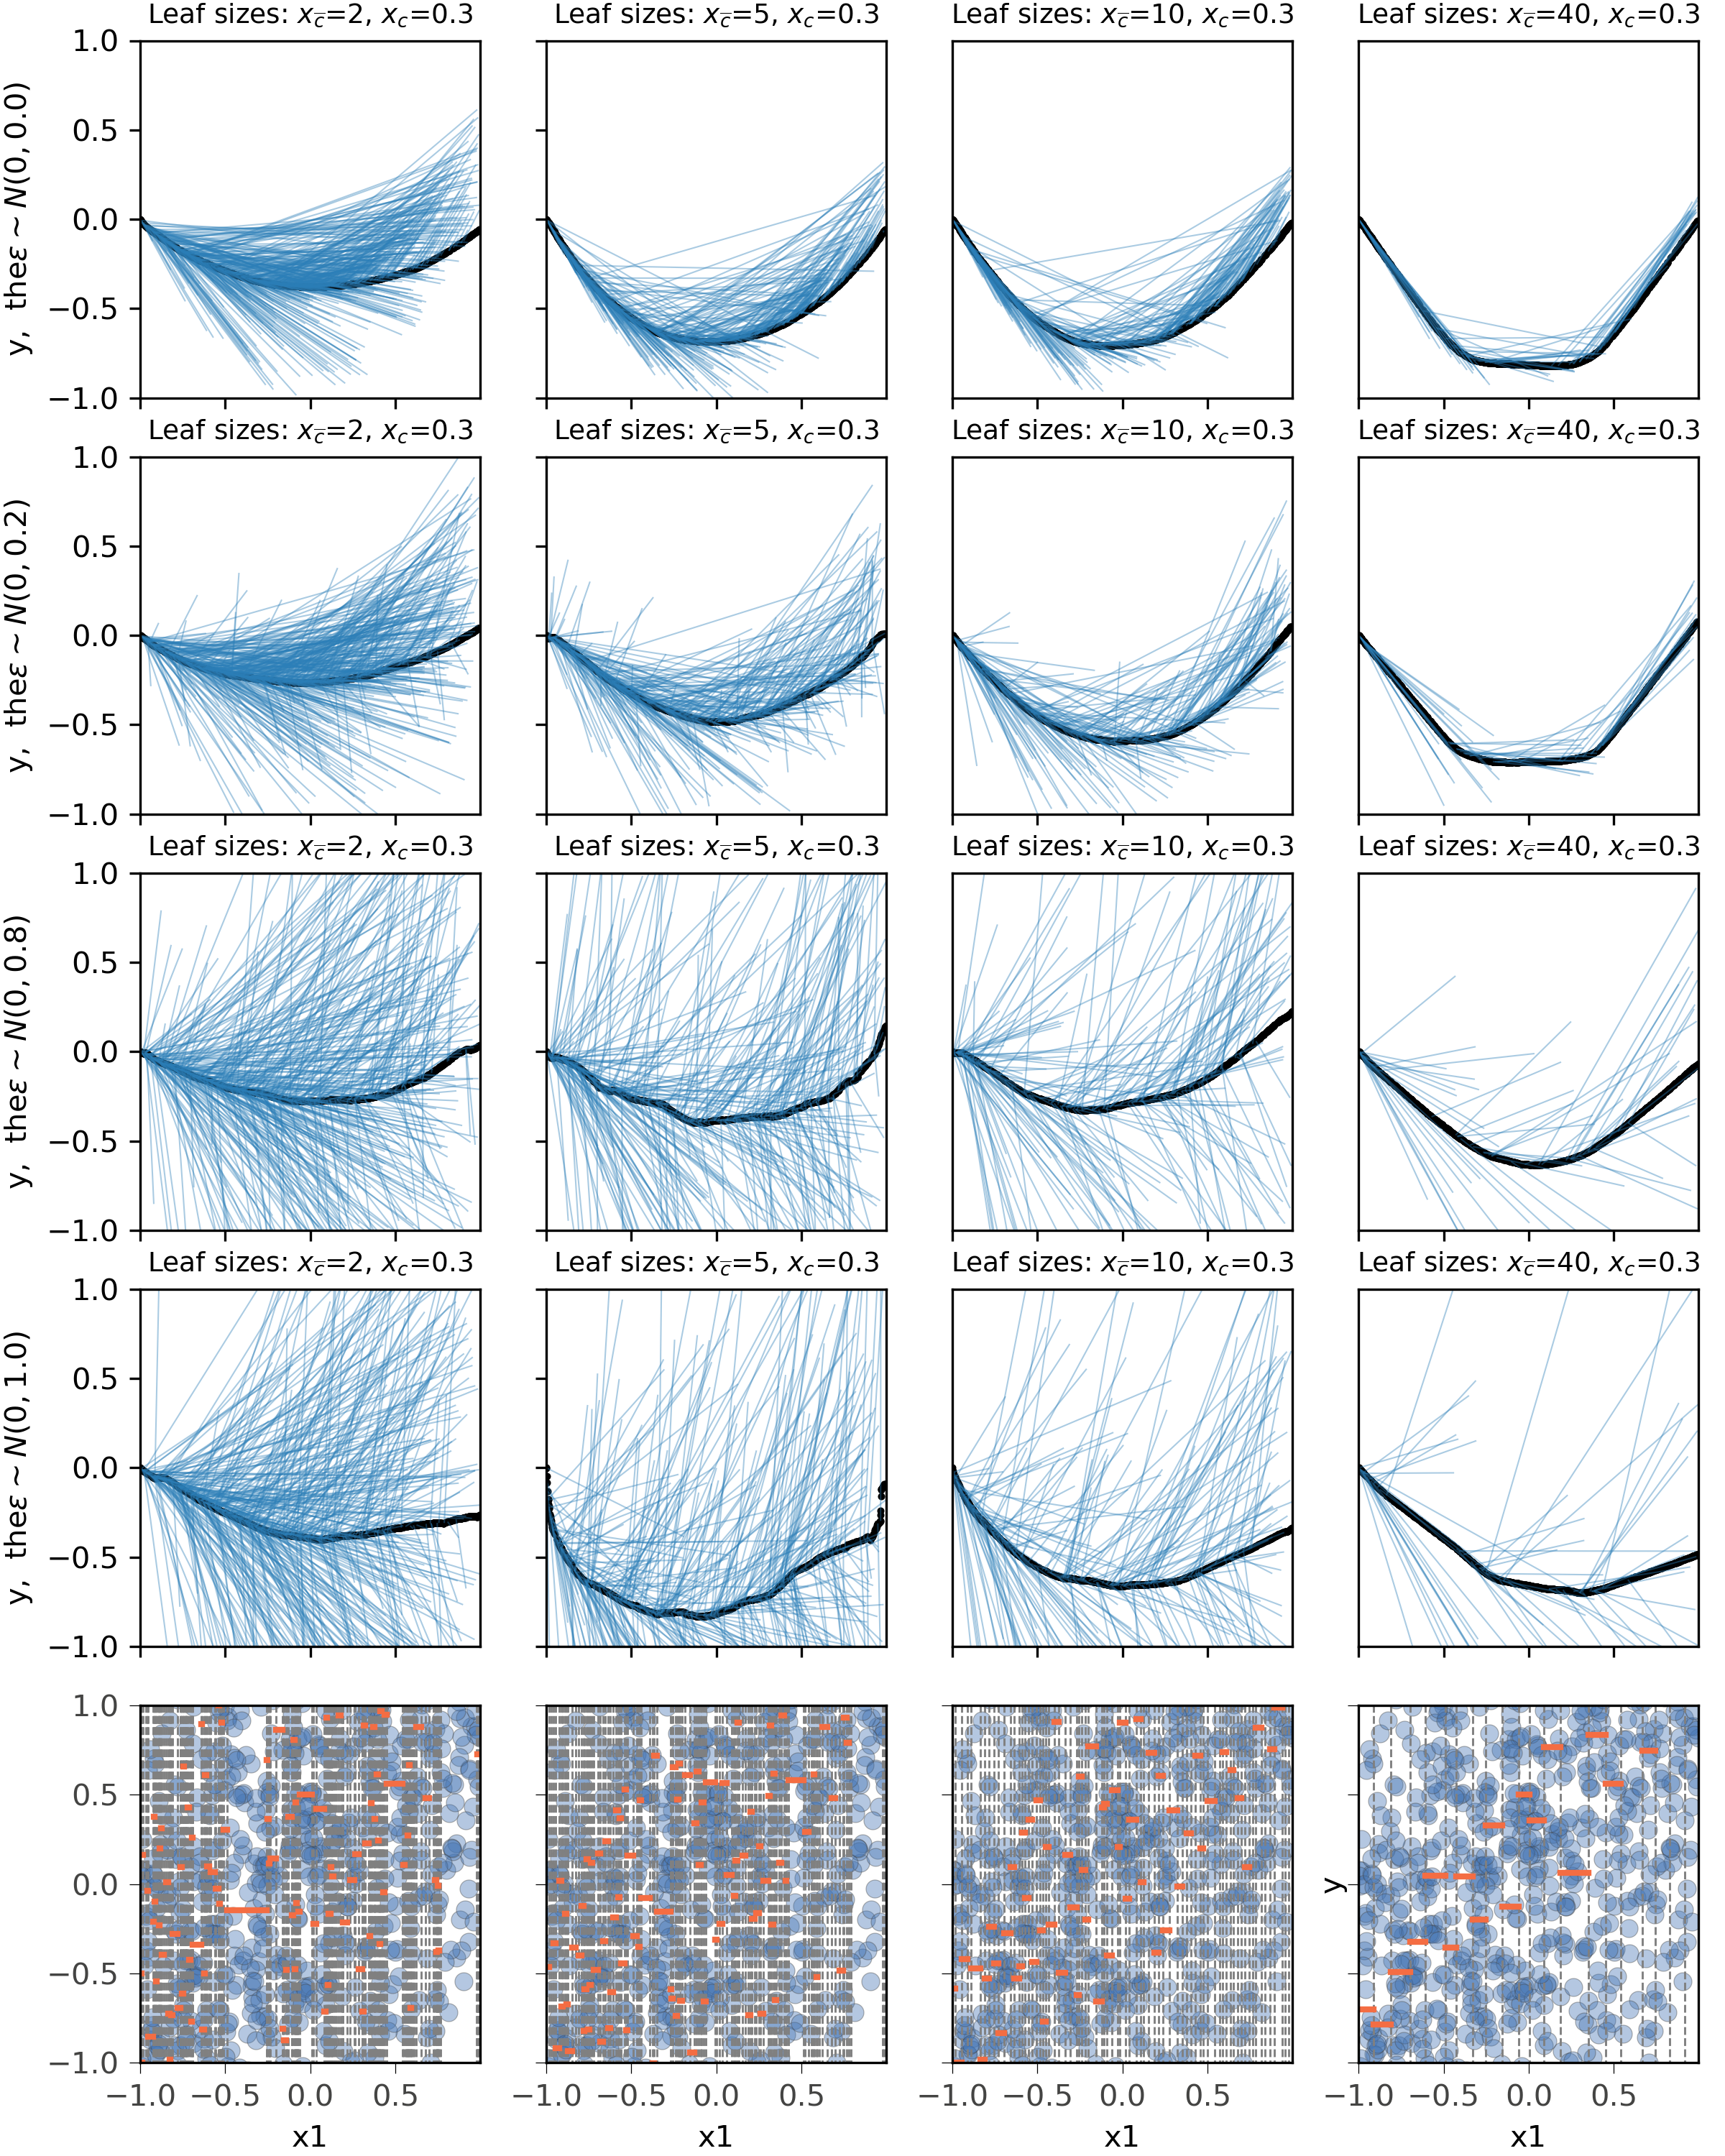 Leaf sizes: x_c̅=2, x_c=0.3 Leaf sizes: x_c̅=5, x_c=0.3 Leaf sizes: x_c̅=10, x_c=0.3 Leaf sizes: x_c̅=40, x_c=0.3
1.0
0.5
0.0
−0.5
−1.0
y, theε ~ N(0, 0.0)
Leaf sizes: x_c̅=2, x_c=0.3 Leaf sizes: x_c̅=5, x_c=0.3 Leaf sizes: x_c̅=10, x_c=0.3 Leaf sizes: x_c̅=40, x_c=0.3
1.0
0.5
0.0
−0.5
−1.0
y, theε ~ N(0, 0.2)
Leaf sizes: x_c̅=2, x_c=0.3 Leaf sizes: x_c̅=5, x_c=0.3 Leaf sizes: x_c̅=10, x_c=0.3 Leaf sizes: x_c̅=40, x_c=0.3
1.0
0.5
0.0
−0.5
−1.0
y, theε ~ N(0, 0.8)
Leaf sizes: x_c̅=2, x_c=0.3 Leaf sizes: x_c̅=5, x_c=0.3 Leaf sizes: x_c̅=10, x_c=0.3 Leaf sizes: x_c̅=40, x_c=0.3
1.0
0.5
0.0
−0.5
−1.0
y, theε ~ N(0, 1.0)
1.0
0.5
0.0
−0.5
−1.0
y
−1.0 −0.5 0.0 0.5 −1.0 −0.5 0.0 0.5 −1.0 −0.5 0.0 0.5 −1.0 −0.5 0.0 0.5
x1 x1 x1 x1